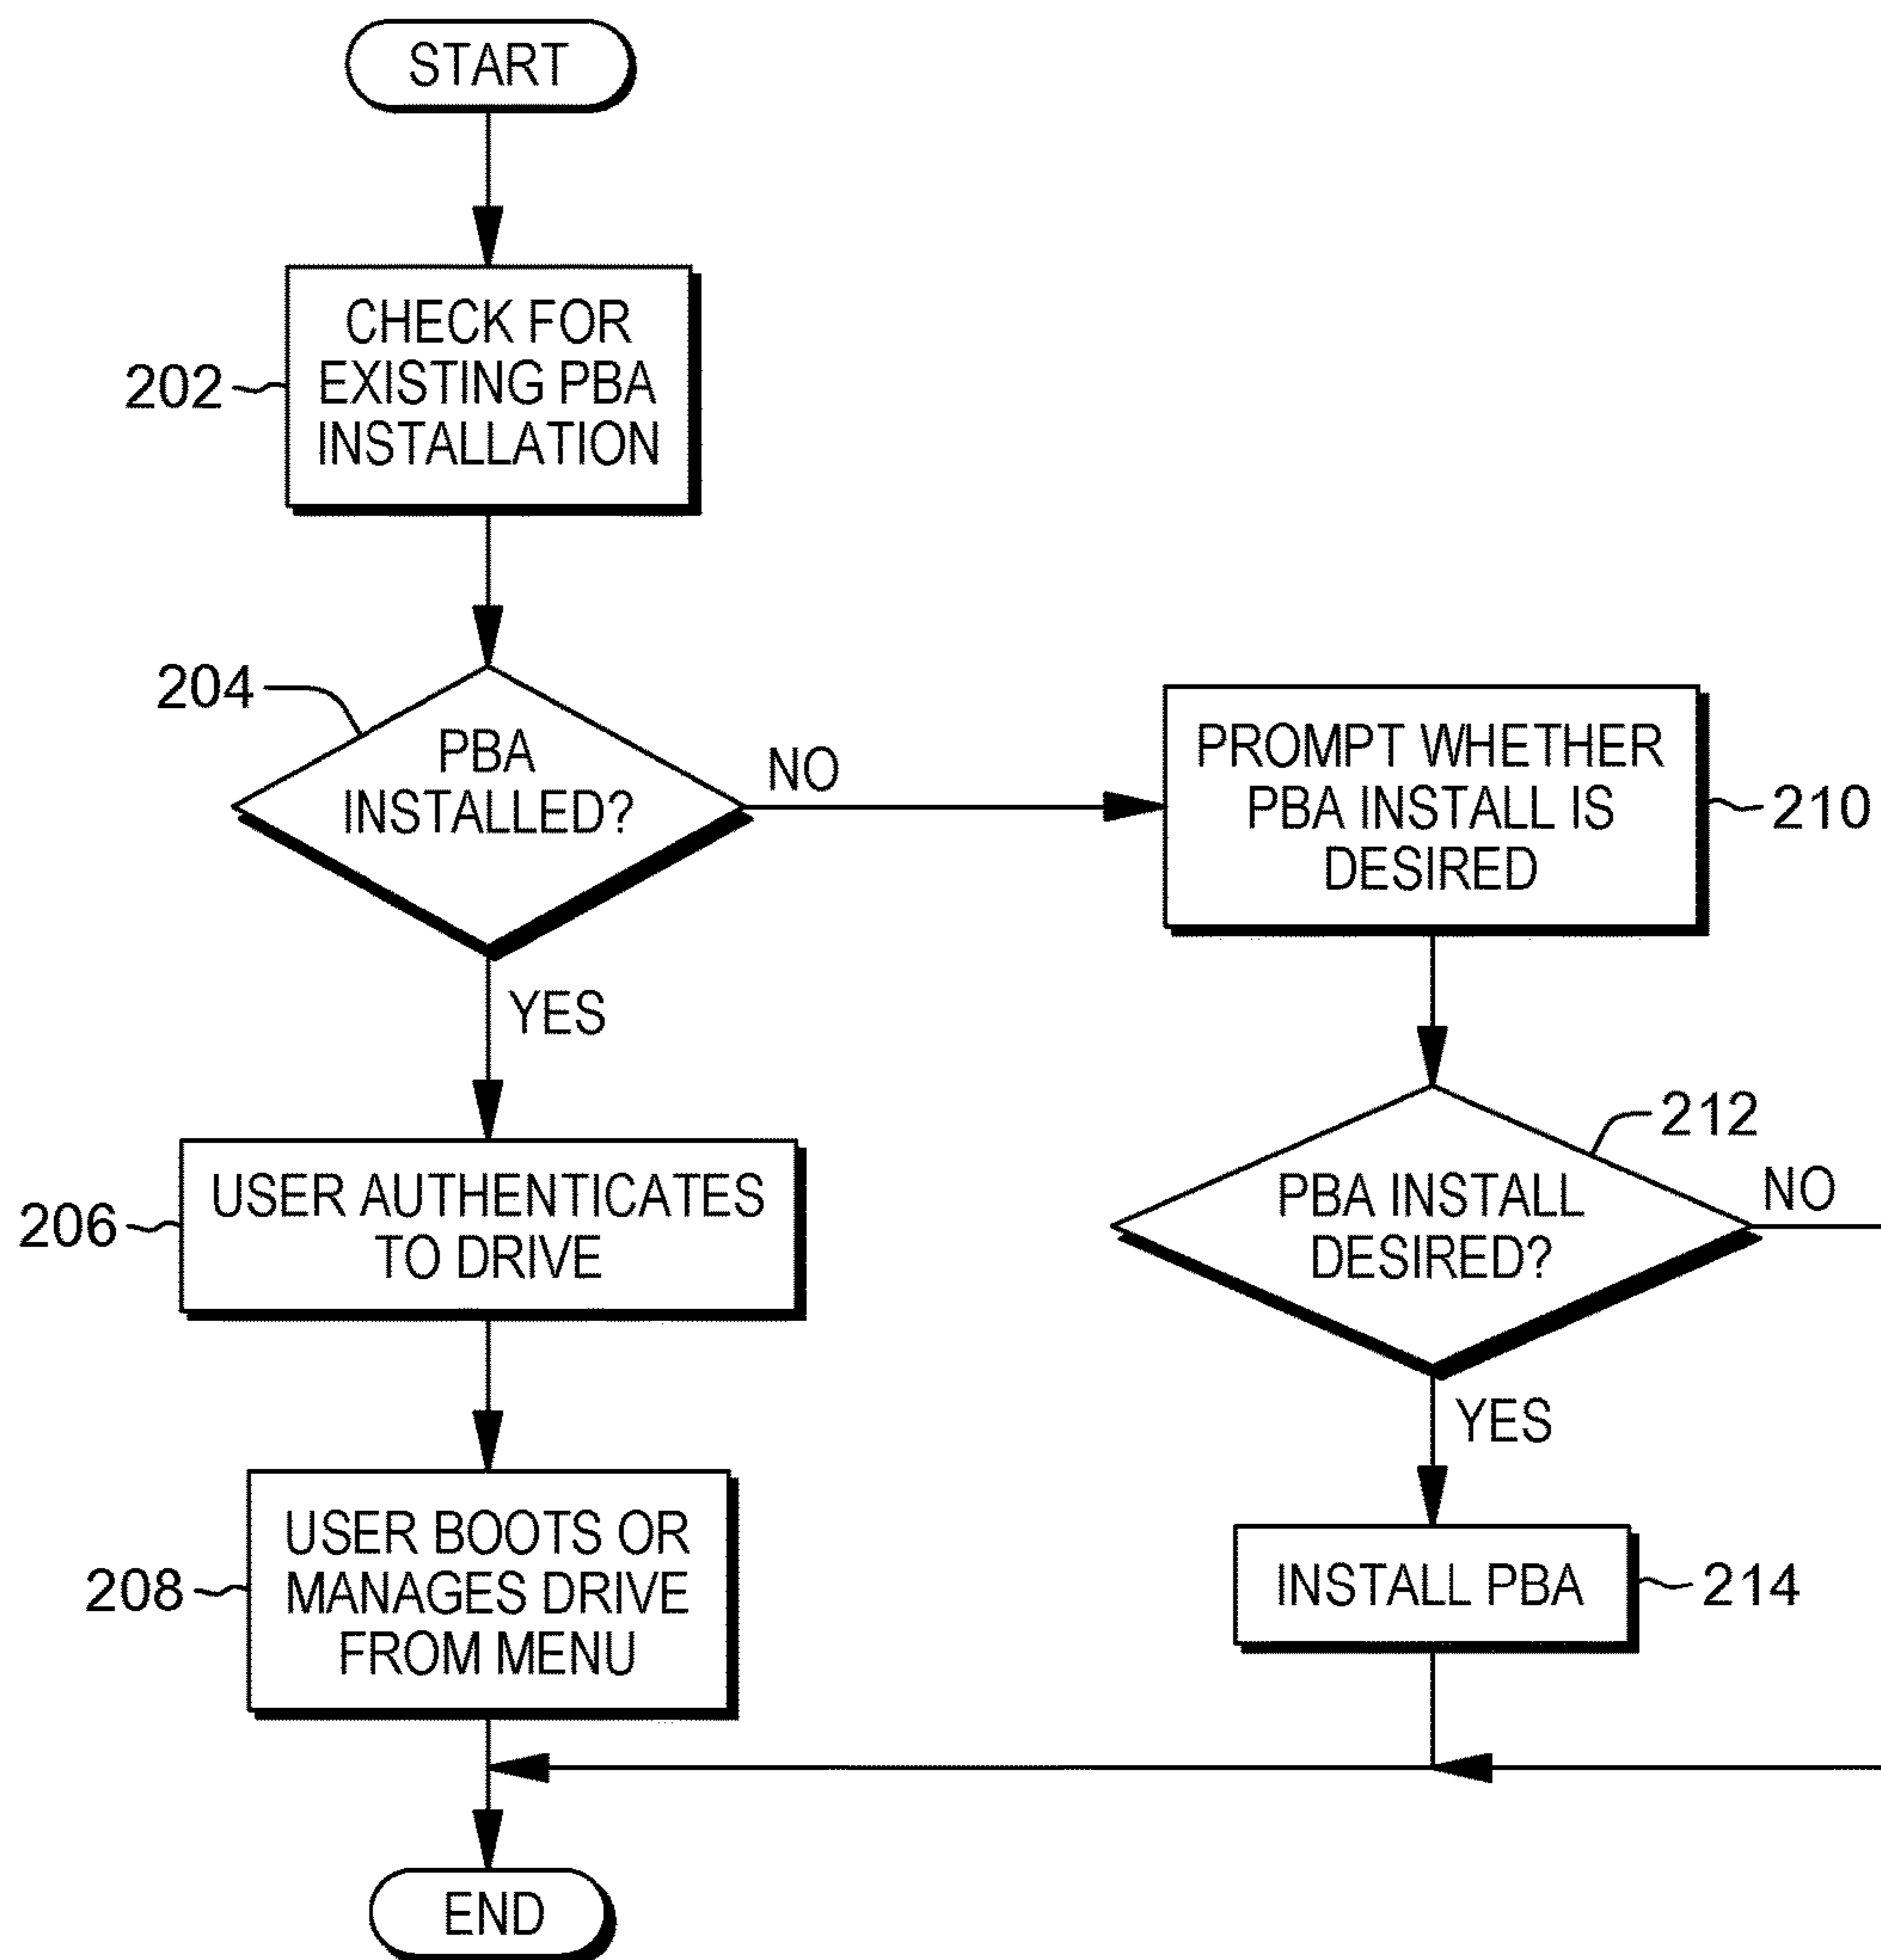 START
CHECK FOR
EXISTING PBA
INSTALLATION
202
204
PBA
INSTALLED?
NO
YES
PROMPT WHETHER
PBA INSTALL IS
DESIRED
210
212
PBA INSTALL
DESIRED?
NO
YES
206
USER AUTHENTICATES
TO DRIVE
208
USER BOOTS OR
MANAGES DRIVE
FROM MENU
INSTALL PBA
214
END